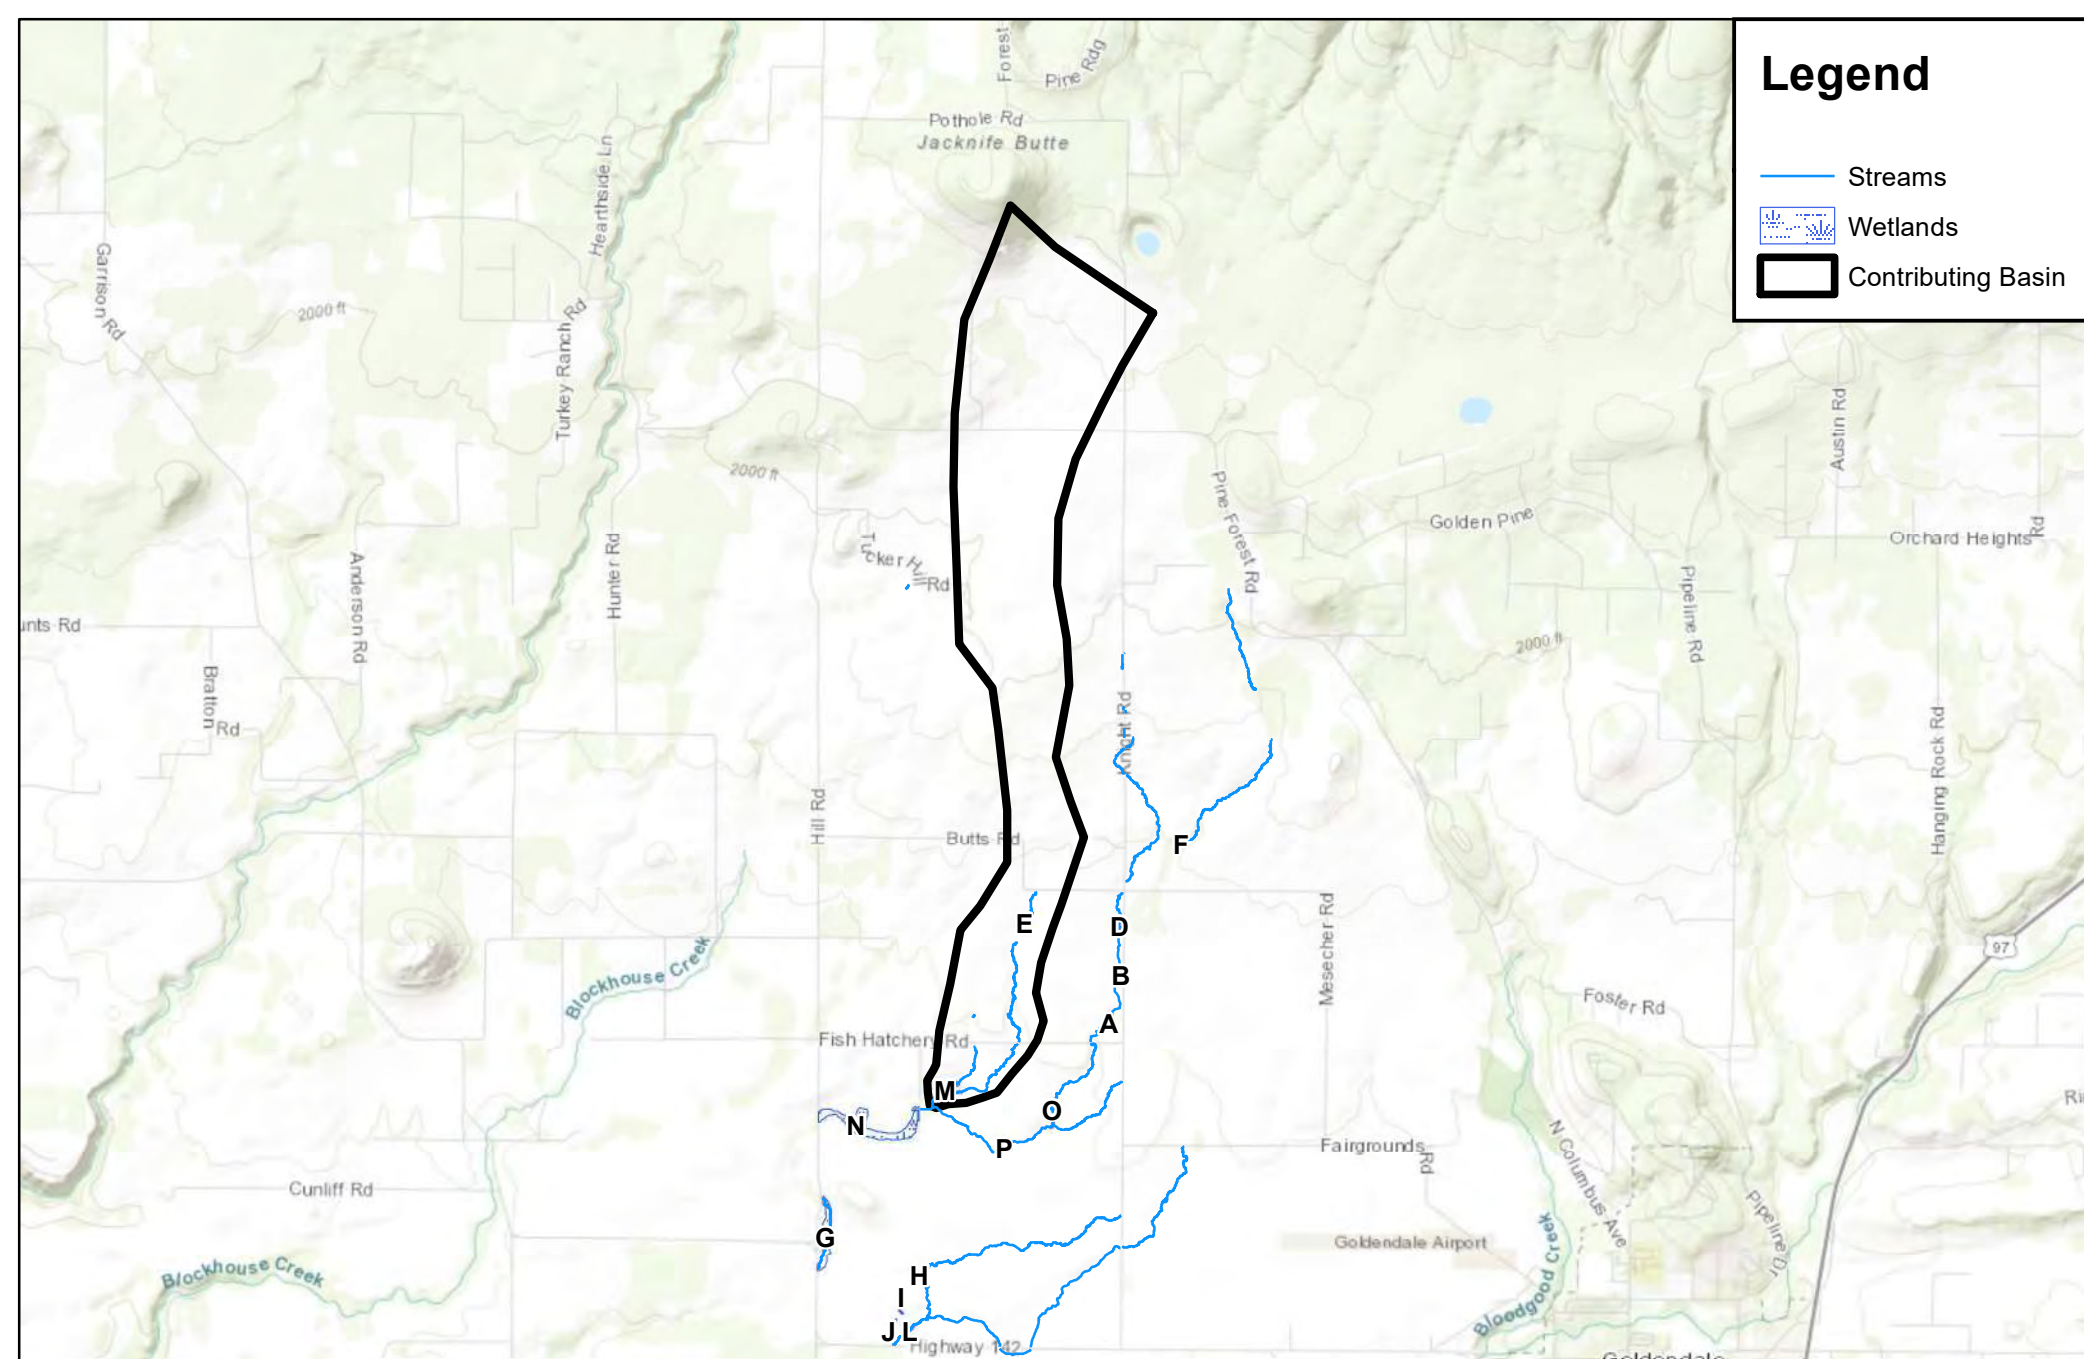 Legend
Streams
Wetlands
Contributing Basin
Forest
Pine Rdg
Pothole Rd
Jacknife Butte
Hearthside Ln
Garrison Rd
2000 ft
Turkey Ranch Rd
2000 ft
Austin Rd
Pine Forest Rd
Golden Pine
Orchard Heights Rd
Tucker Hill Rd
Anderson Rd
Hunter Rd
Pipeline Rd
unts Rd
2000 ft
Braton Rd
Knight Rd
Hanging Rock Rd
Hill Rd
Butts Rd
F
E
D
Mesecher Rd
97
Blockhouse Creek
B
Foster Rd
A
Fish Hatchery Rd
M
O
N
P
Fairgrounds Rd
N Columbus Ave
Cunliff Rd
Pipeline Dr
G
Goldendale Airport
Blockhouse Creek
H
Bloodgood Creek
I
J L
Highway 142
Goldendale